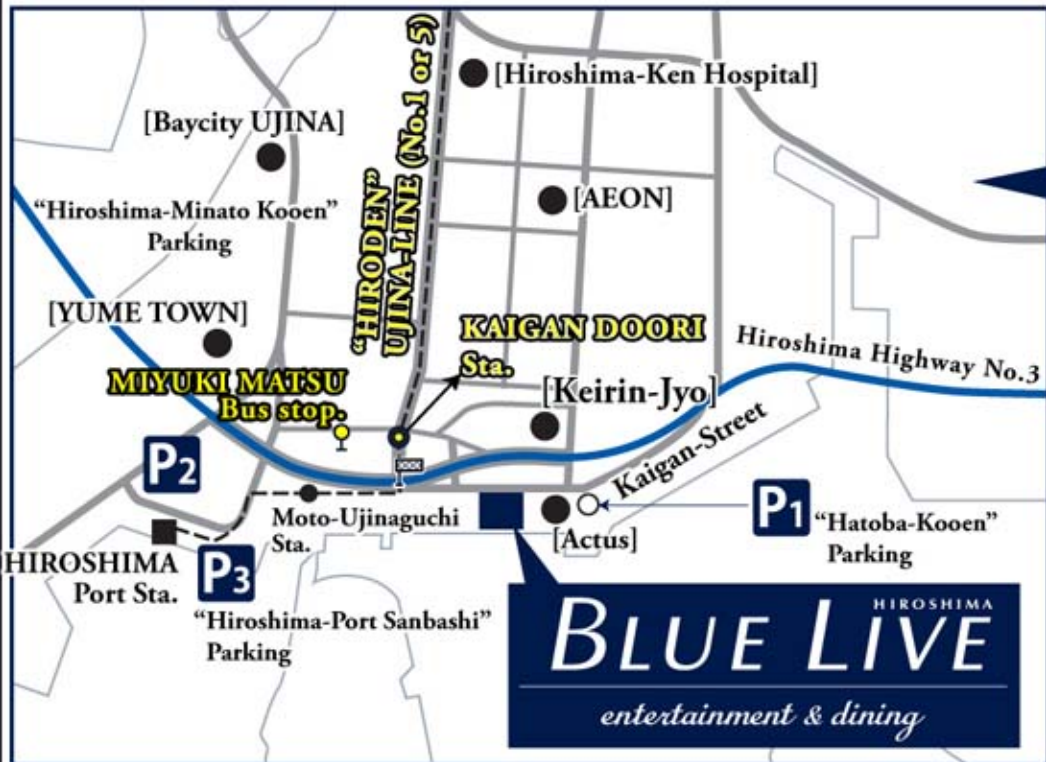 "HIRODEN"
UJINA-LINE (No.1 or 5)
[Hiroshima-Ken Hospital]
[Baycity UJINA]
[AEON]
"Hiroshima-Minato Kooen"
Parking
[YUME TOWN]
KAIGAN DOORI
Sta.
Hiroshima Highway No.3
MIYUKI MATSU
Bus stop.
[Keirin-Jyo]
Kaigan-Street
P2
P1
"Hatoba-Kooen"
Parking
Moto-Ujinaguchi
Sta.
[Actus]
HIROSHIMA
Port Sta.
P3
"Hiroshima-Port Sanbashi"
Parking
HIROSHIMA
BLUE LIVE
entertainment & dining